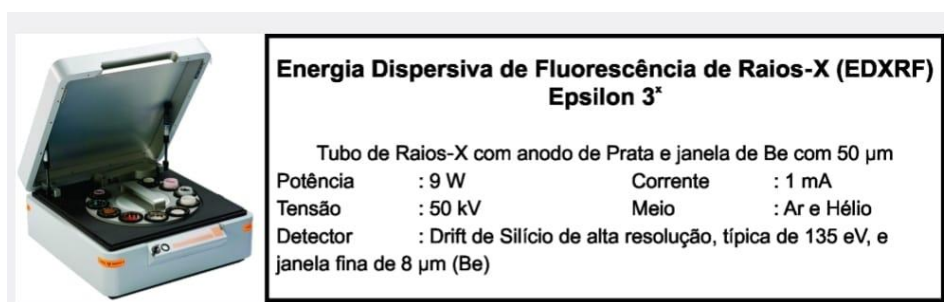 Energia Dispersiva de Fluorescência de Raios-X (EDXRF)
Epsilon 3ˣ
Tubo de Raios-X com anodo de Prata e janela de Be com 50 µm
Potência : 9 W Corrente : 1 mA
Tensão : 50 kV Meio : Ar e Hélio
Detector : Drift de Silício de alta resolução, típica de 135 eV, e
janela fina de 8 µm (Be)